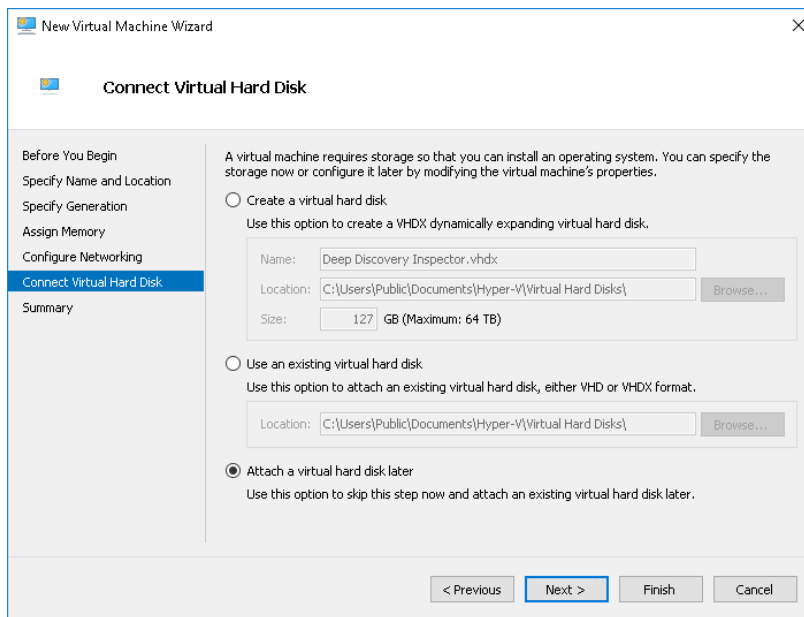 New Virtual Machine Wizard
Connect Virtual Hard Disk
Before You Begin
Specify Name and Location
Specify Generation
Assign Memory
Configure Networking
Connect Virtual Hard Disk
Summary
A virtual machine requires storage so that you can install an operating system. You can specify the
storage now or configure it later by modifying the virtual machine's properties.
Create a virtual hard disk
Use this option to create a VHDX dynamically expanding virtual hard disk.
Name: Deep Discovery Inspector.vhdx
Location: C:\Users\Public\Documents\Hyper-V\Virtual Hard Disks\ Browse...
Size: 127 GB (Maximum: 64 TB)
Use an existing virtual hard disk
Use this option to attach an existing virtual hard disk, either VHD or VHDX format.
Location: C:\Users\Public\Documents\Hyper-V\Virtual Hard Disks\ Browse...
Attach a virtual hard disk later
Use this option to skip this step now and attach an existing virtual hard disk later.
< Previous Next > Finish Cancel